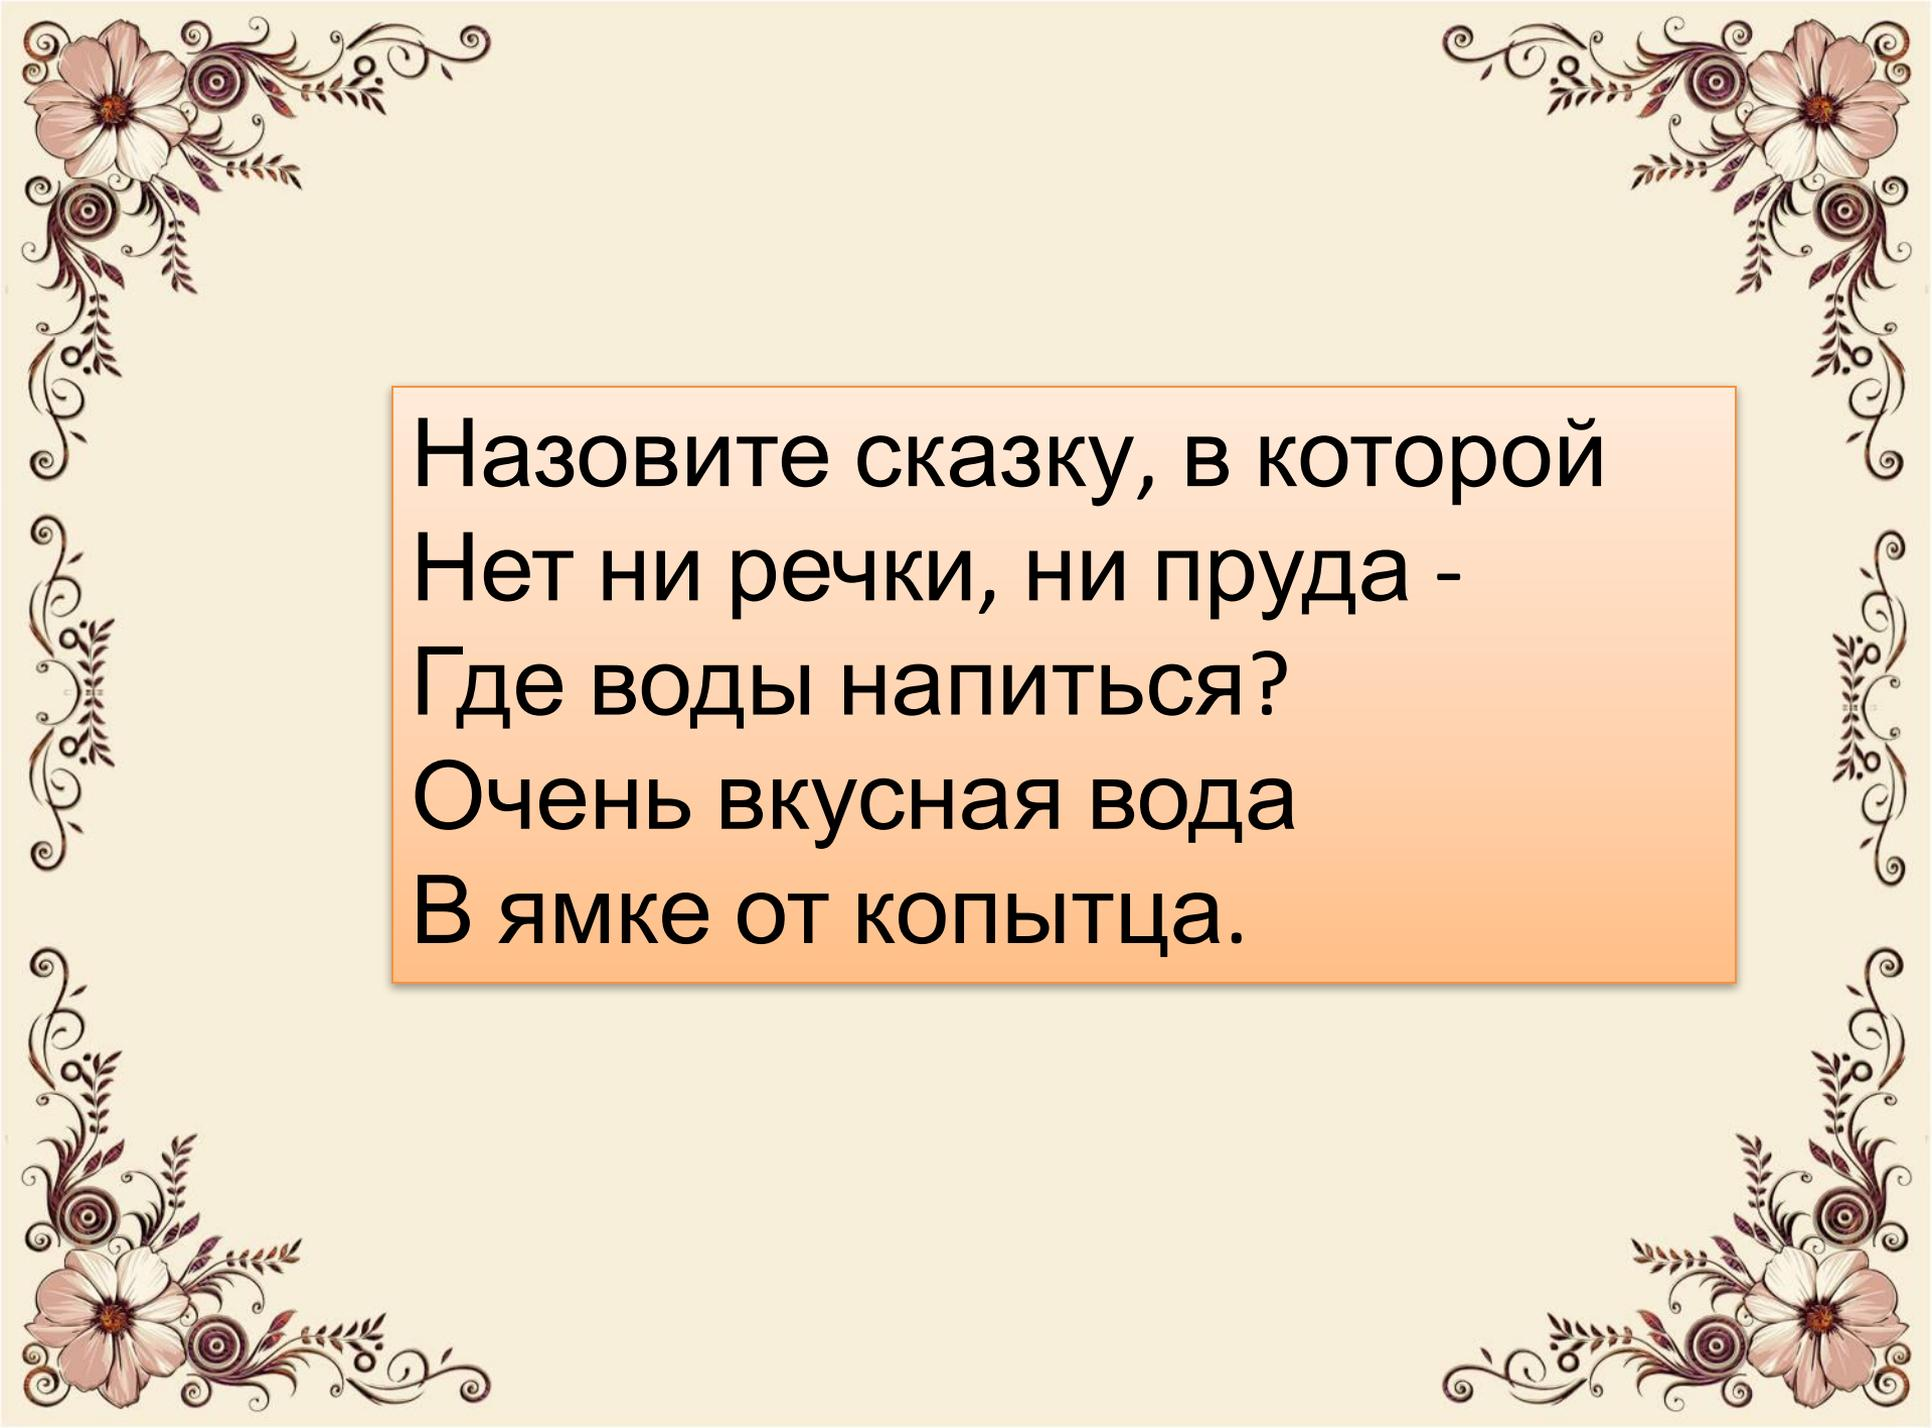 Назовите сказку, в которой
Нет ни речки, ни пруда -
Где воды напиться?
Очень вкусная вода
В ямке от копытца.